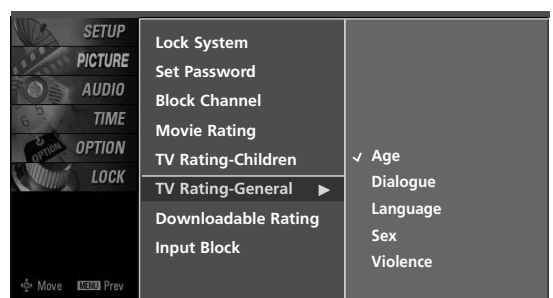 SETUP
PICTURE
AUDIO
TIME
OPTION
LOCK
Move MENU Prev
Lock System
Set Password
Block Channel
Movie Rating
TV Rating-Children
TV Rating-General ▶
Downloadable Rating
Input Block
✓ Age
Dialogue
Language
Sex
Violence